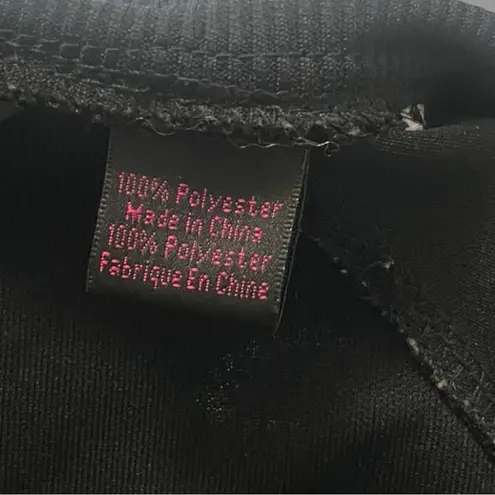 100% Polyester
Made in China
100% Polyester
Fabrique En Chine